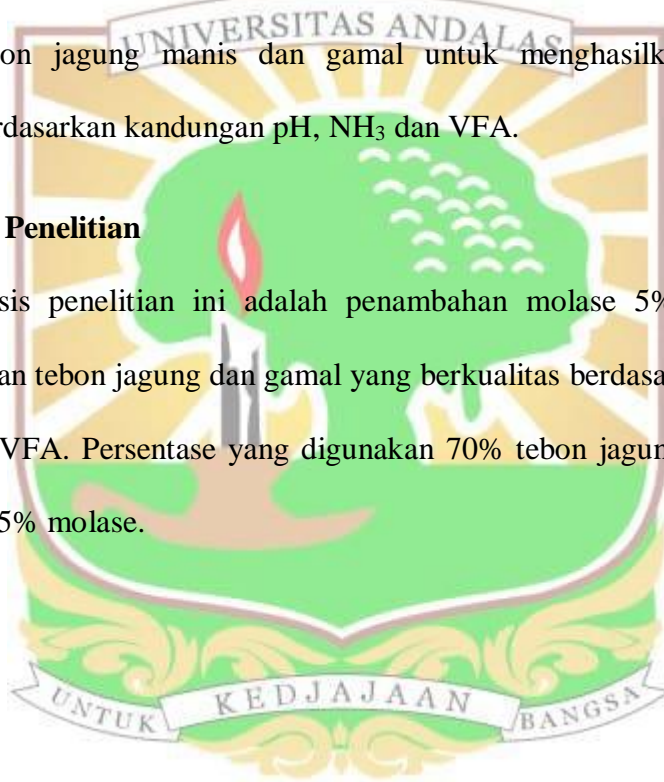 UNIVERSITAS ANDALAS
on jagung manis dan gamal untuk menghasilk
rdasarkan kandungan pH, NH₃ dan VFA.
Penelitian
sis penelitian ini adalah penambahan molase 5%
an tebon jagung dan gamal yang berkualitas berdasa
VFA. Persentase yang digunakan 70% tebon jagun
5% molase.
UNTUK KEDJAJAAN BANGSA